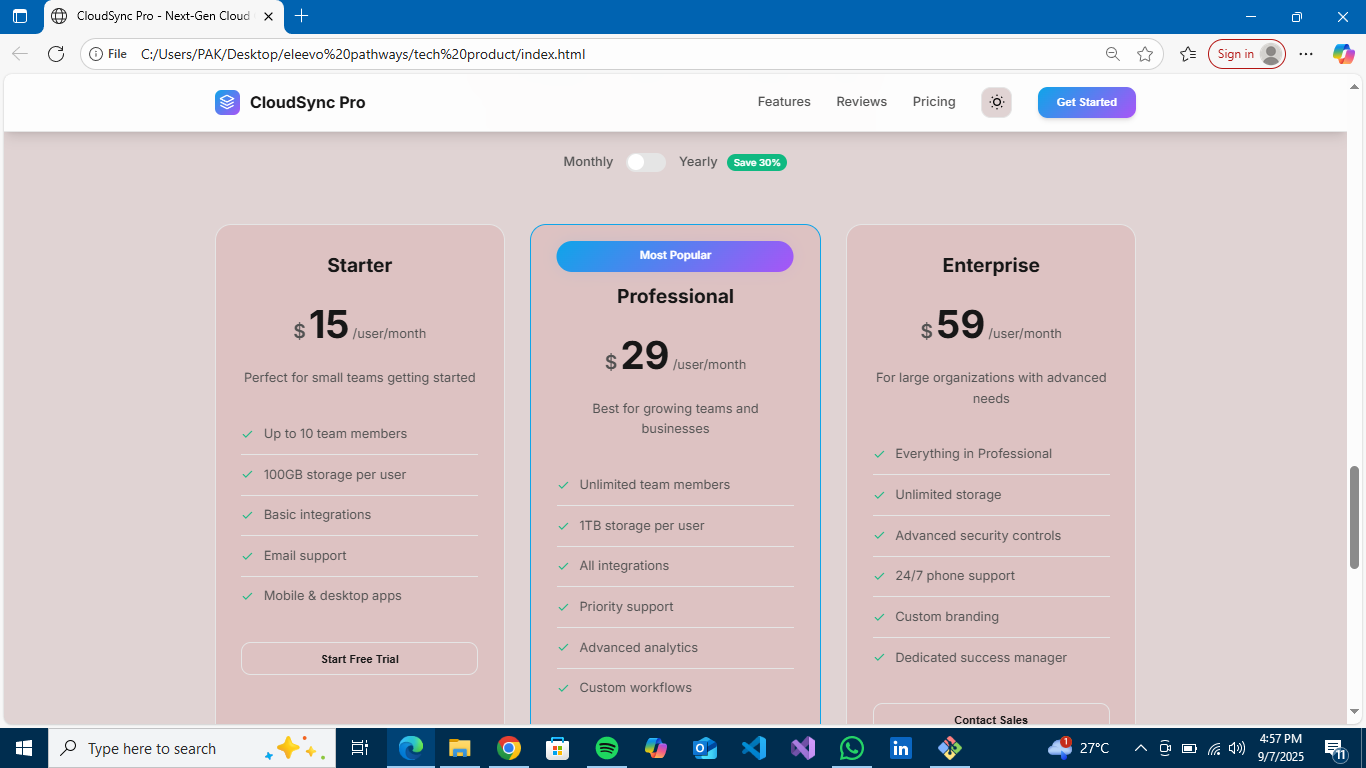 CloudSync Pro - Next-Gen Cloud
File C:/Users/PAK/Desktop/eleevo%20pathways/tech%20product/index.html
Sign in
CloudSync Pro
Features Reviews Pricing
Get Started
Monthly Yearly Save 30%
Starter
$ 15 /user/month
Perfect for small teams getting started
Up to 10 team members
100GB storage per user
Basic integrations
Email support
Mobile & desktop apps
Start Free Trial
Most Popular
Professional
$ 29 /user/month
Best for growing teams and
businesses
Unlimited team members
1TB storage per user
All integrations
Priority support
Advanced analytics
Custom workflows
Enterprise
$ 59 /user/month
For large organizations with advanced
needs
Everything in Professional
Unlimited storage
Advanced security controls
24/7 phone support
Custom branding
Dedicated success manager
Contact Sales
Type here to search
1
27°C
4:57 PM
9/7/2025
11